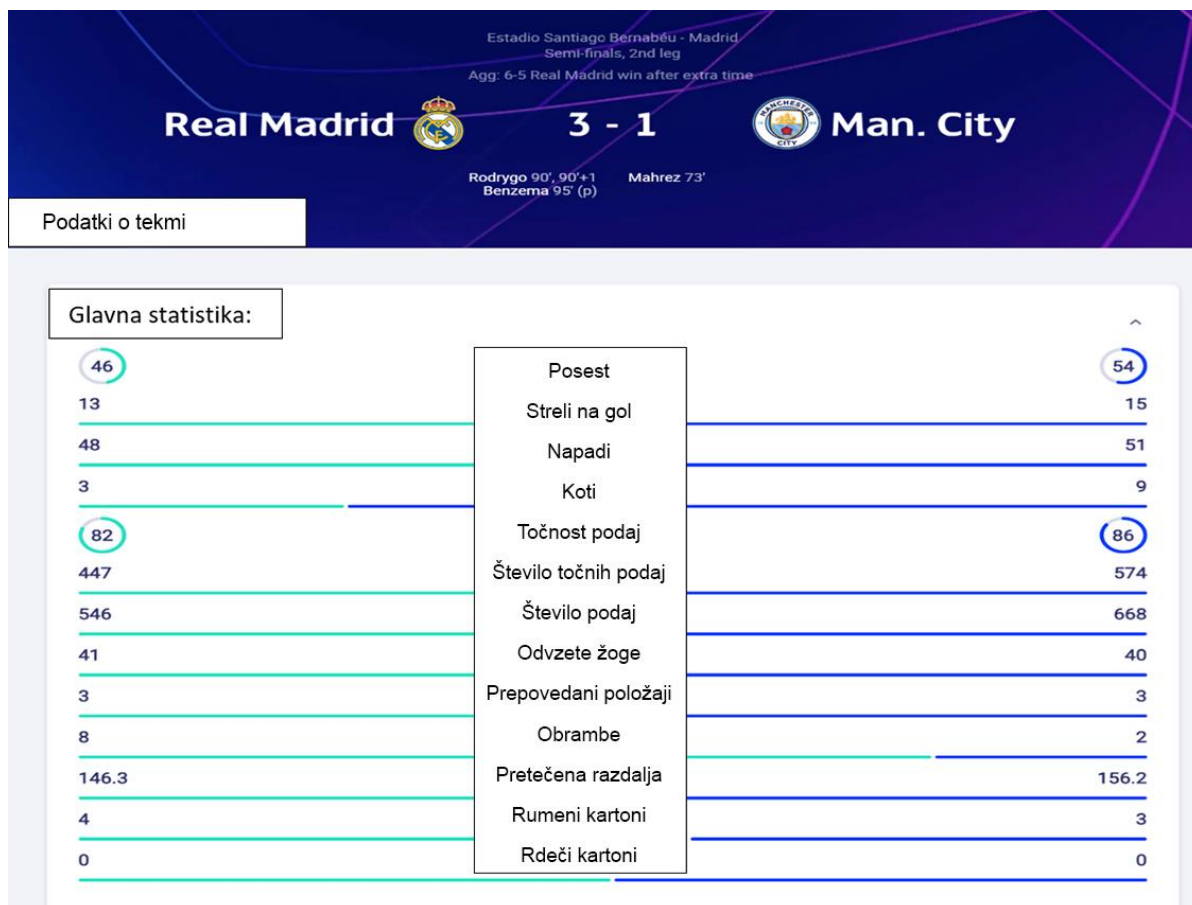 Estadio Santiago Bernabéu - Madrid
Semi-finals, 2nd leg
Agg: 6-5 Real Madrid win after extra time
Real Madrid 3 - 1 Man. City
Rodrygo 90', 90'+1 Mahrez 73'
Benzema 95' (p)
Podatki o tekmi
Glavna statistika:
46 Posest 54
13 Streli na gol 15
48 Napadi 51
3 Koti 9
82 Točnost podaj 86
447 Število točnih podaj 574
546 Število podaj 668
41 Odvzete žoge 40
3 Prepovedani položaji 3
8 Obrambe 2
146.3 Pretečena razdalja 156.2
4 Rumeni kartoni 3
0 Rdeči kartoni 0